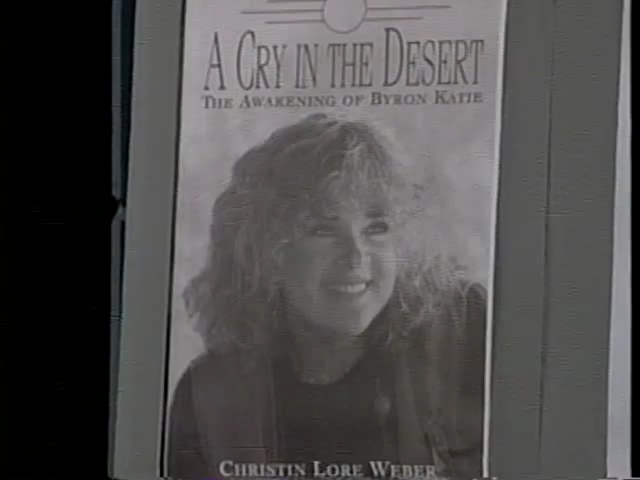 A CRY IN THE DESERT
THE AWAKENING OF BYRON KATIE
CHRISTIN LORE WEBER